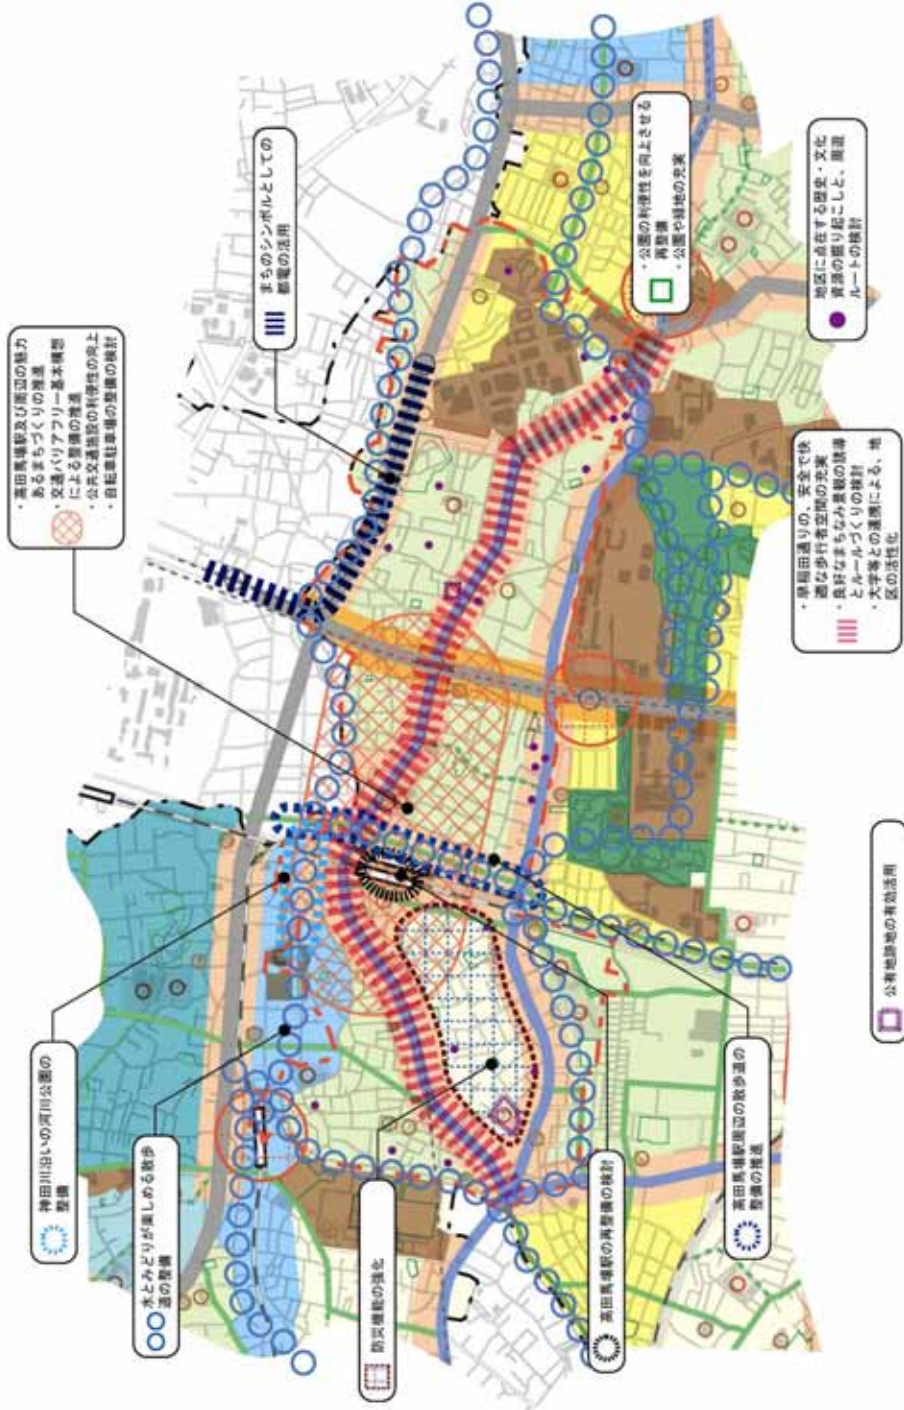 ・高田馬場駅及び周辺の魅力
あるまちづくりの推進
・交通バリアフリー基本構想
による整備の推進
・公共交通施設の利便性の向上
・自転車駐車場の整備の検討
まちのシンボルとしての
都電の活用
・公園の利便性を向上させる
再整備
・公園や緑地の充実
地区に点在する歴史・文化
資源の掘り起こしと、周遊
ルートの検討
・早稲田通りの、安全で快
適な歩行者空間の充実
・良好なまちなみ景観の誘導
とルールづくりの検討
・大学等との連携による、地
区の活性化
神田川沿いの河川公園の
整備
水とみどりが楽しめる散歩
道の整備
防災機能の強化
高田馬場駅の再整備の検討
高田馬場駅周辺の散歩道の
整備の推進
公有地跡地の有効活用